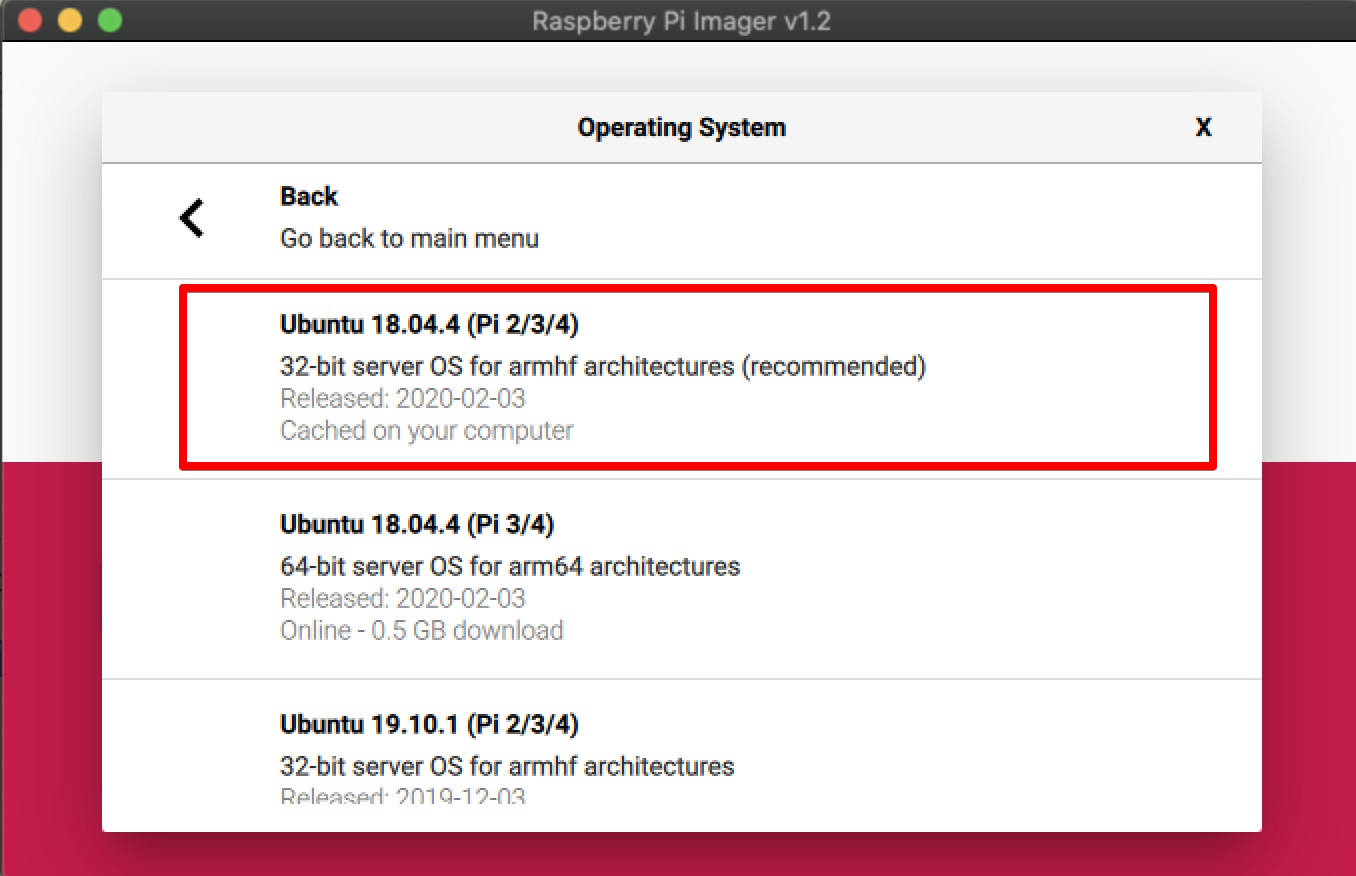 Raspberry Pi Imager v1.2
Operating System
X
Back
Go back to main menu
Ubuntu 18.04.4 (Pi 2/3/4)
32-bit server OS for armhf architectures (recommended)
Released: 2020-02-03
Cached on your computer
Ubuntu 18.04.4 (Pi 3/4)
64-bit server OS for arm64 architectures
Released: 2020-02-03
Online - 0.5 GB download
Ubuntu 19.10.1 (Pi 2/3/4)
32-bit server OS for armhf architectures
Released: 2019-12-03